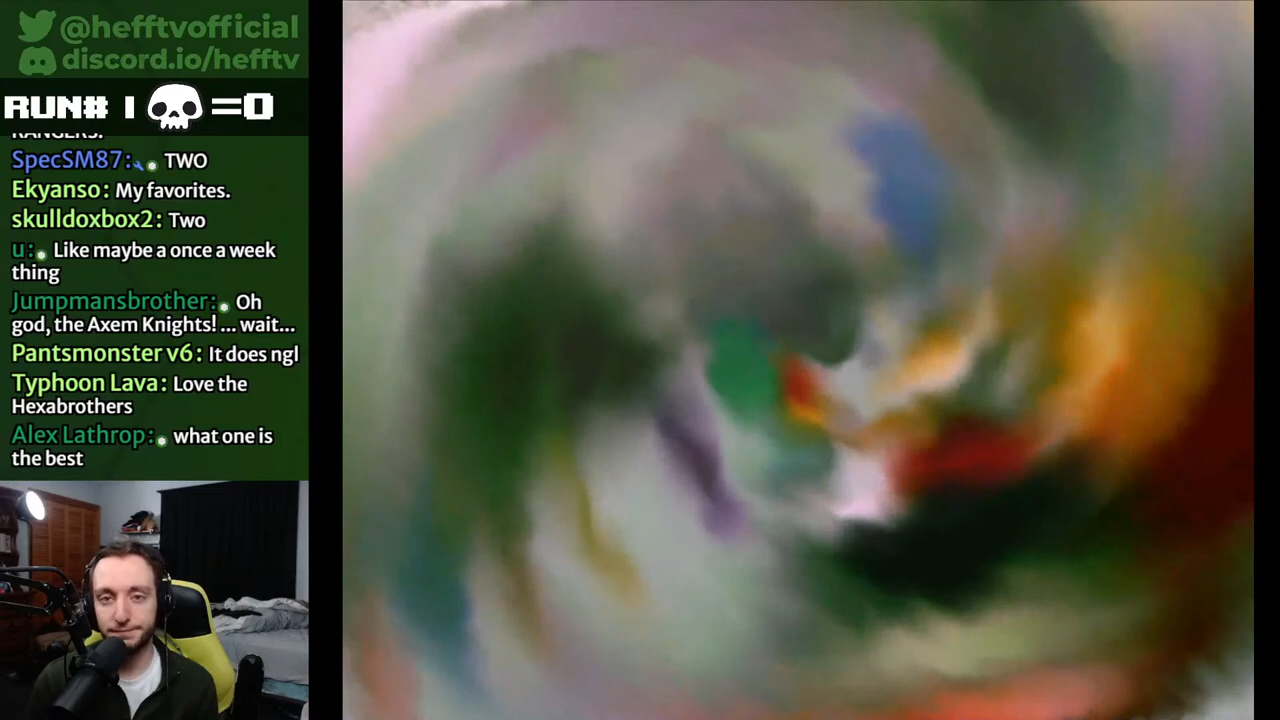 @hefftvofficial
discord.io/hefftv
RUN# 1 =0
RANGERS.
SpecSM87: TWO
Ekyanso: My favorites.
skulldoxbox2: Two
u: Like maybe a once a week
thing
Jumpmansbrother: Oh
god, the Axem Knights! ... wait...
Pantsmonster v6: It does ngl
Typhoon Lava: Love the
Hexabrothers
Alex Lathrop: what one is
the best